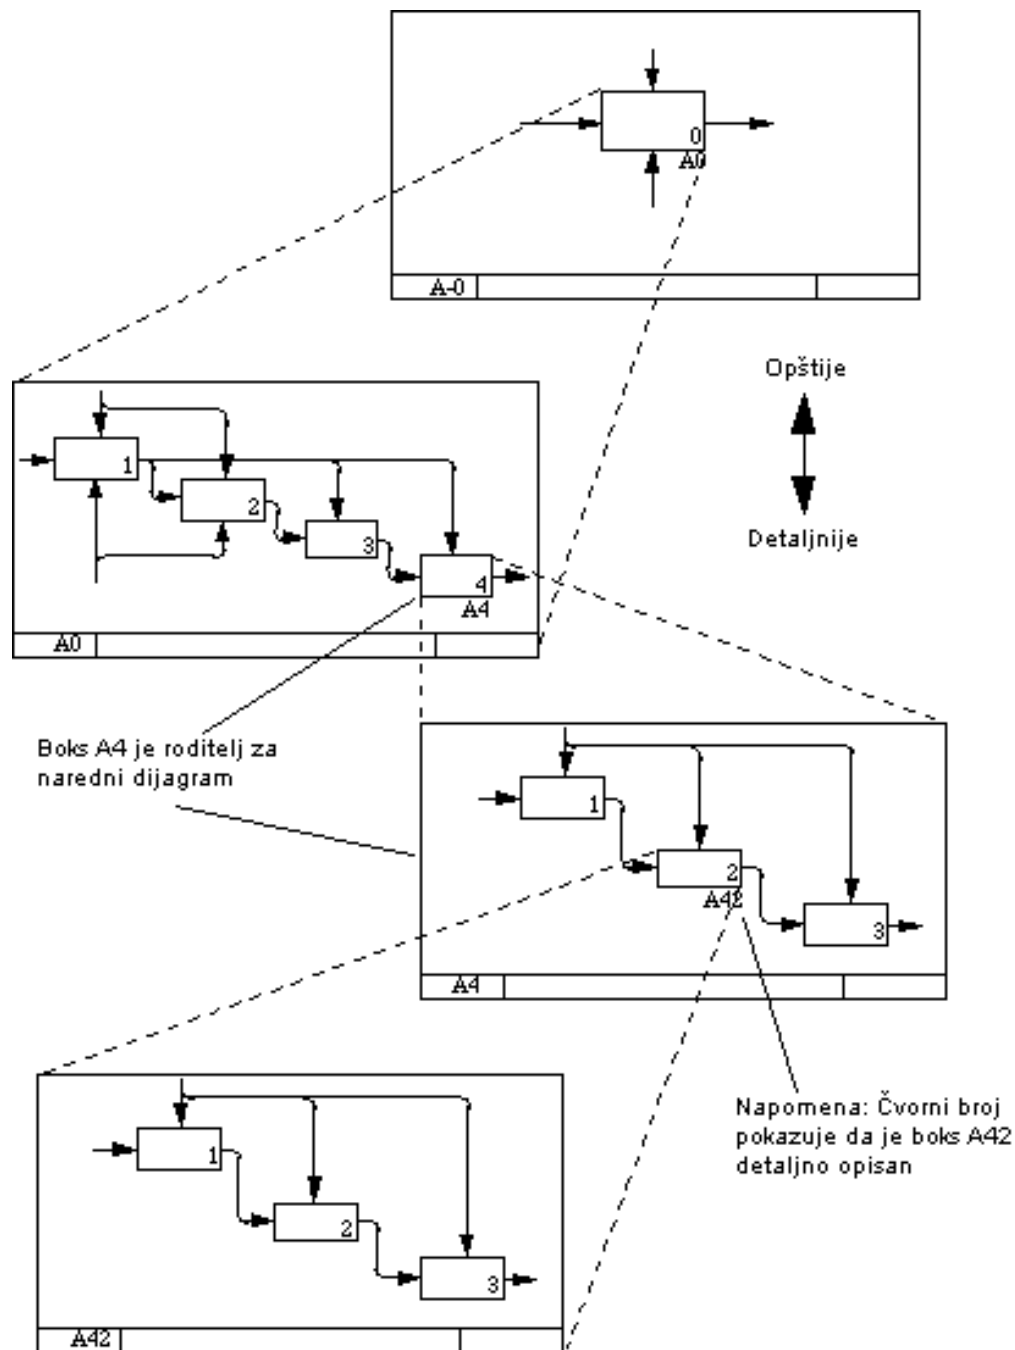 0
A0
A-0
Opštije
Detaljnije
1
2
3
4
A4
A0
Boks A4 je roditelj za
naredni dijagram
1
2
A42
3
A4
Napomena: Čvorni broj
pokazuje da je boks A42
detaljno opisan
1
2
3
A42